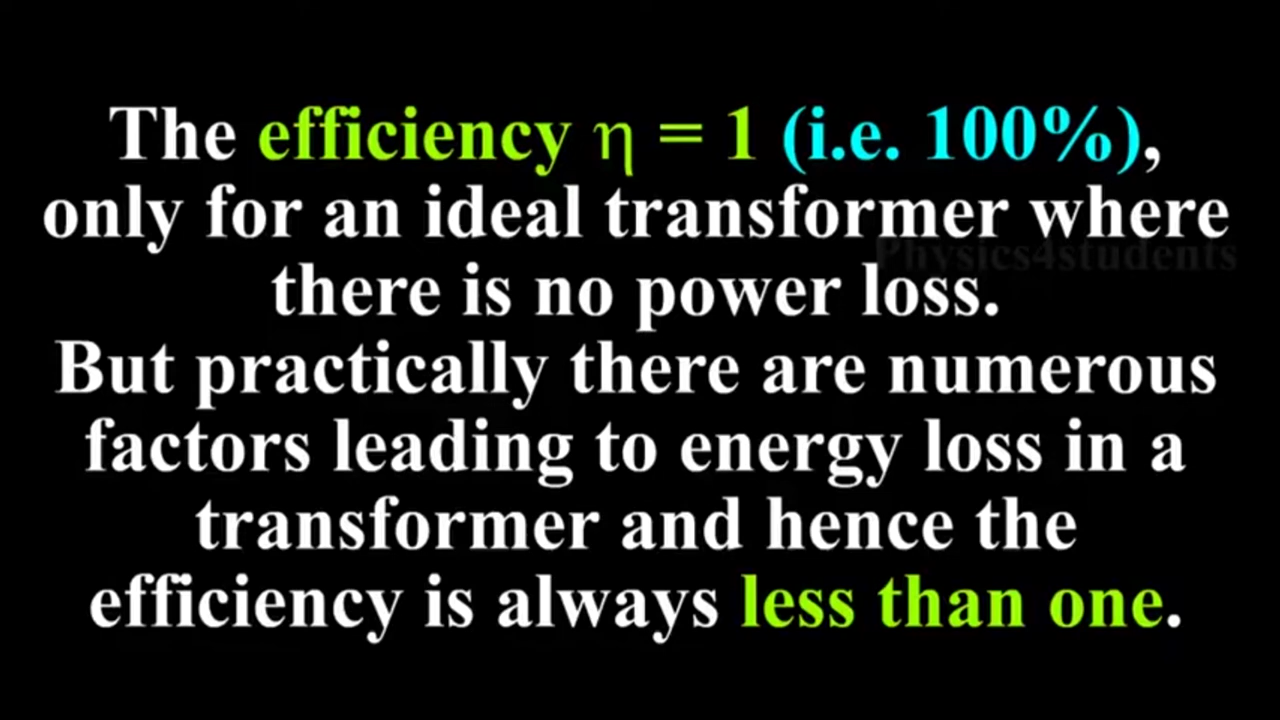 The efficiency η = 1 (i.e. 100%),
only for an ideal transformer where
Physics4students
there is no power loss.
But practically there are numerous
factors leading to energy loss in a
transformer and hence the
efficiency is always less than one.